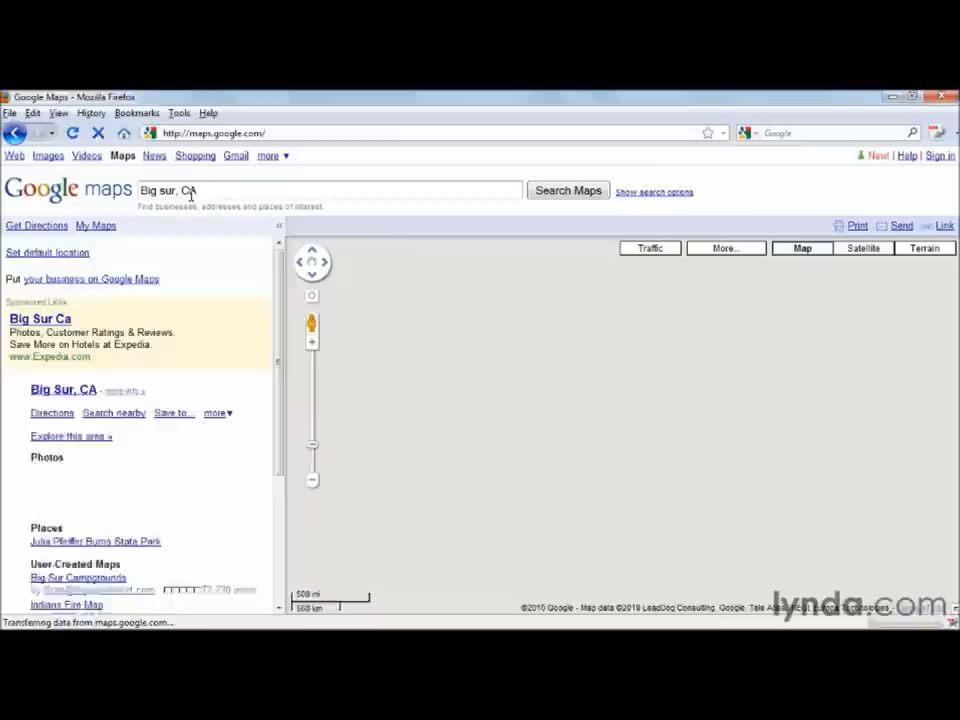 Google Maps - Mozilla Firefox
File Edit View History Bookmarks Tools Help
http://maps.google.com/ Google
Web Images Videos Maps News Shopping Gmail more ▼ New! | Help | Sign in
Google maps Big sur, CA Search Maps Show search options
Find businesses, addresses and places of interest.
Get Directions My Maps « Print Send Link
Set default location Traffic More... Map Satellite Terrain
Put your business on Google Maps
Sponsored Links
Big Sur Ca
Photos, Customer Ratings & Reviews.
Save More on Hotels at Expedia.
www.Expedia.com
Big Sur, CA - more info »
Directions Search nearby Save to... more▼
Explore this area »
Photos
Places
Julia Pfeiffer Burns State Park
User-Created Maps
Big Sur Campgrounds
by
Indians Fire Map
500 mi
500 km ©2010 Google - Map data ©2010 LeadDog Consulting, Google, Tele Atlas, INEGI, Europa Technologies -
lynda.com
Transferring data from maps.google.com...